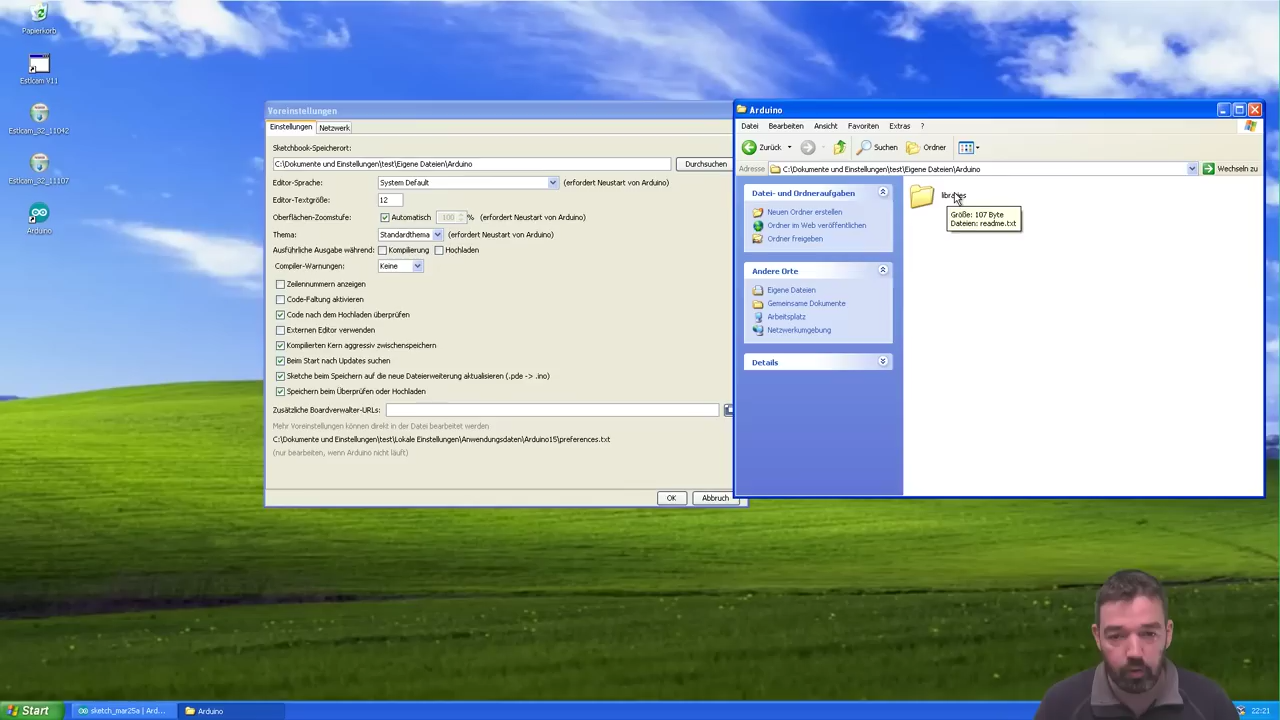 Papierkorb
Estlcam V11
Estlcam_32_11042
Estlcam_32_11107
Arduino
Voreinstellungen
Einstellungen
Netzwerk
Sketchbook-Speicherort:
C:\Dokumente und Einstellungen\test\Eigene Dateien\Arduino
Durchsuchen
Editor-Sprache:
System Default
(erfordert Neustart von Arduino)
Editor-Textgröße:
12
Oberflächen-Zoomstufe:
Automatisch
100
%
(erfordert Neustart von Arduino)
Thema:
Standardthema
(erfordert Neustart von Arduino)
Ausführliche Ausgabe während:
Kompilierung
Hochladen
Compiler-Warnungen:
Keine
Zeilennummern anzeigen
Code-Faltung aktivieren
Code nach dem Hochladen überprüfen
Externen Editor verwenden
Kompilierten Kern aggressiv zwischenspeichern
Beim Start nach Updates suchen
Sketche beim Speichern auf die neue Dateierweiterung aktualisieren (.pde -> .ino)
Speichern beim Überprüfen oder Hochladen
Zusätzliche Boardverwalter-URLs:
Mehr Voreinstellungen können direkt in der Datei bearbeitet werden
C:\Dokumente und Einstellungen\test\Lokale Einstellungen\Anwendungsdaten\Arduino15\preferences.txt
(nur bearbeiten, wenn Arduino nicht läuft)
OK
Abbruch
Arduino
Datei
Bearbeiten
Ansicht
Favoriten
Extras
?
Zurück
Suchen
Ordner
Adresse
C:\Dokumente und Einstellungen\test\Eigene Dateien\Arduino
Wechseln zu
Datei- und Ordneraufgaben
Neuen Ordner erstellen
Ordner im Web veröffentlichen
Ordner freigeben
Andere Orte
Eigene Dateien
Gemeinsame Dokumente
Arbeitsplatz
Netzwerkumgebung
Details
libraries
Größe: 107 Byte
Dateien: readme.txt
Start
sketch_mar25a | Ard...
Arduino
22:21